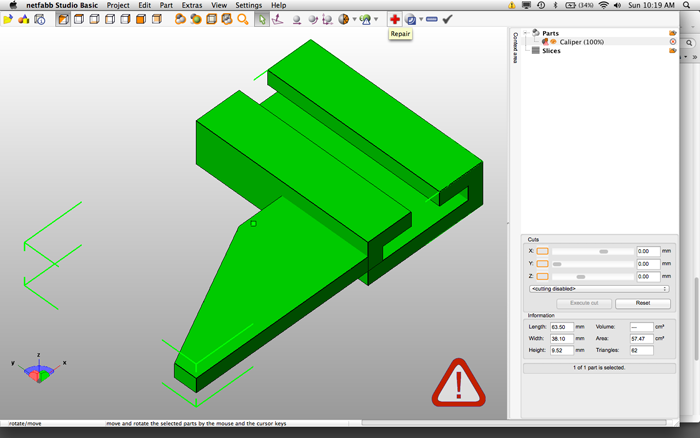 netfabb Studio Basic Project Edit Part Extras View Settings Help (34%) Sun 10:19 AM
Repair
Context area
Parts
Caliper (100%)
Slices
Cuts
X: 0.00 mm
Y: 0.00 mm
Z: 0.00 mm
<cutting disabled>
Execute cut Reset
Information
Length: 63.50 mm Volume: --- cm³
Width: 38.10 mm Area: 57.47 cm²
Height: 9.52 mm Triangles: 62
1 of 1 part is selected.
z
y x
rotate/move move and rotate the selected parts by the mouse and the cursor keys